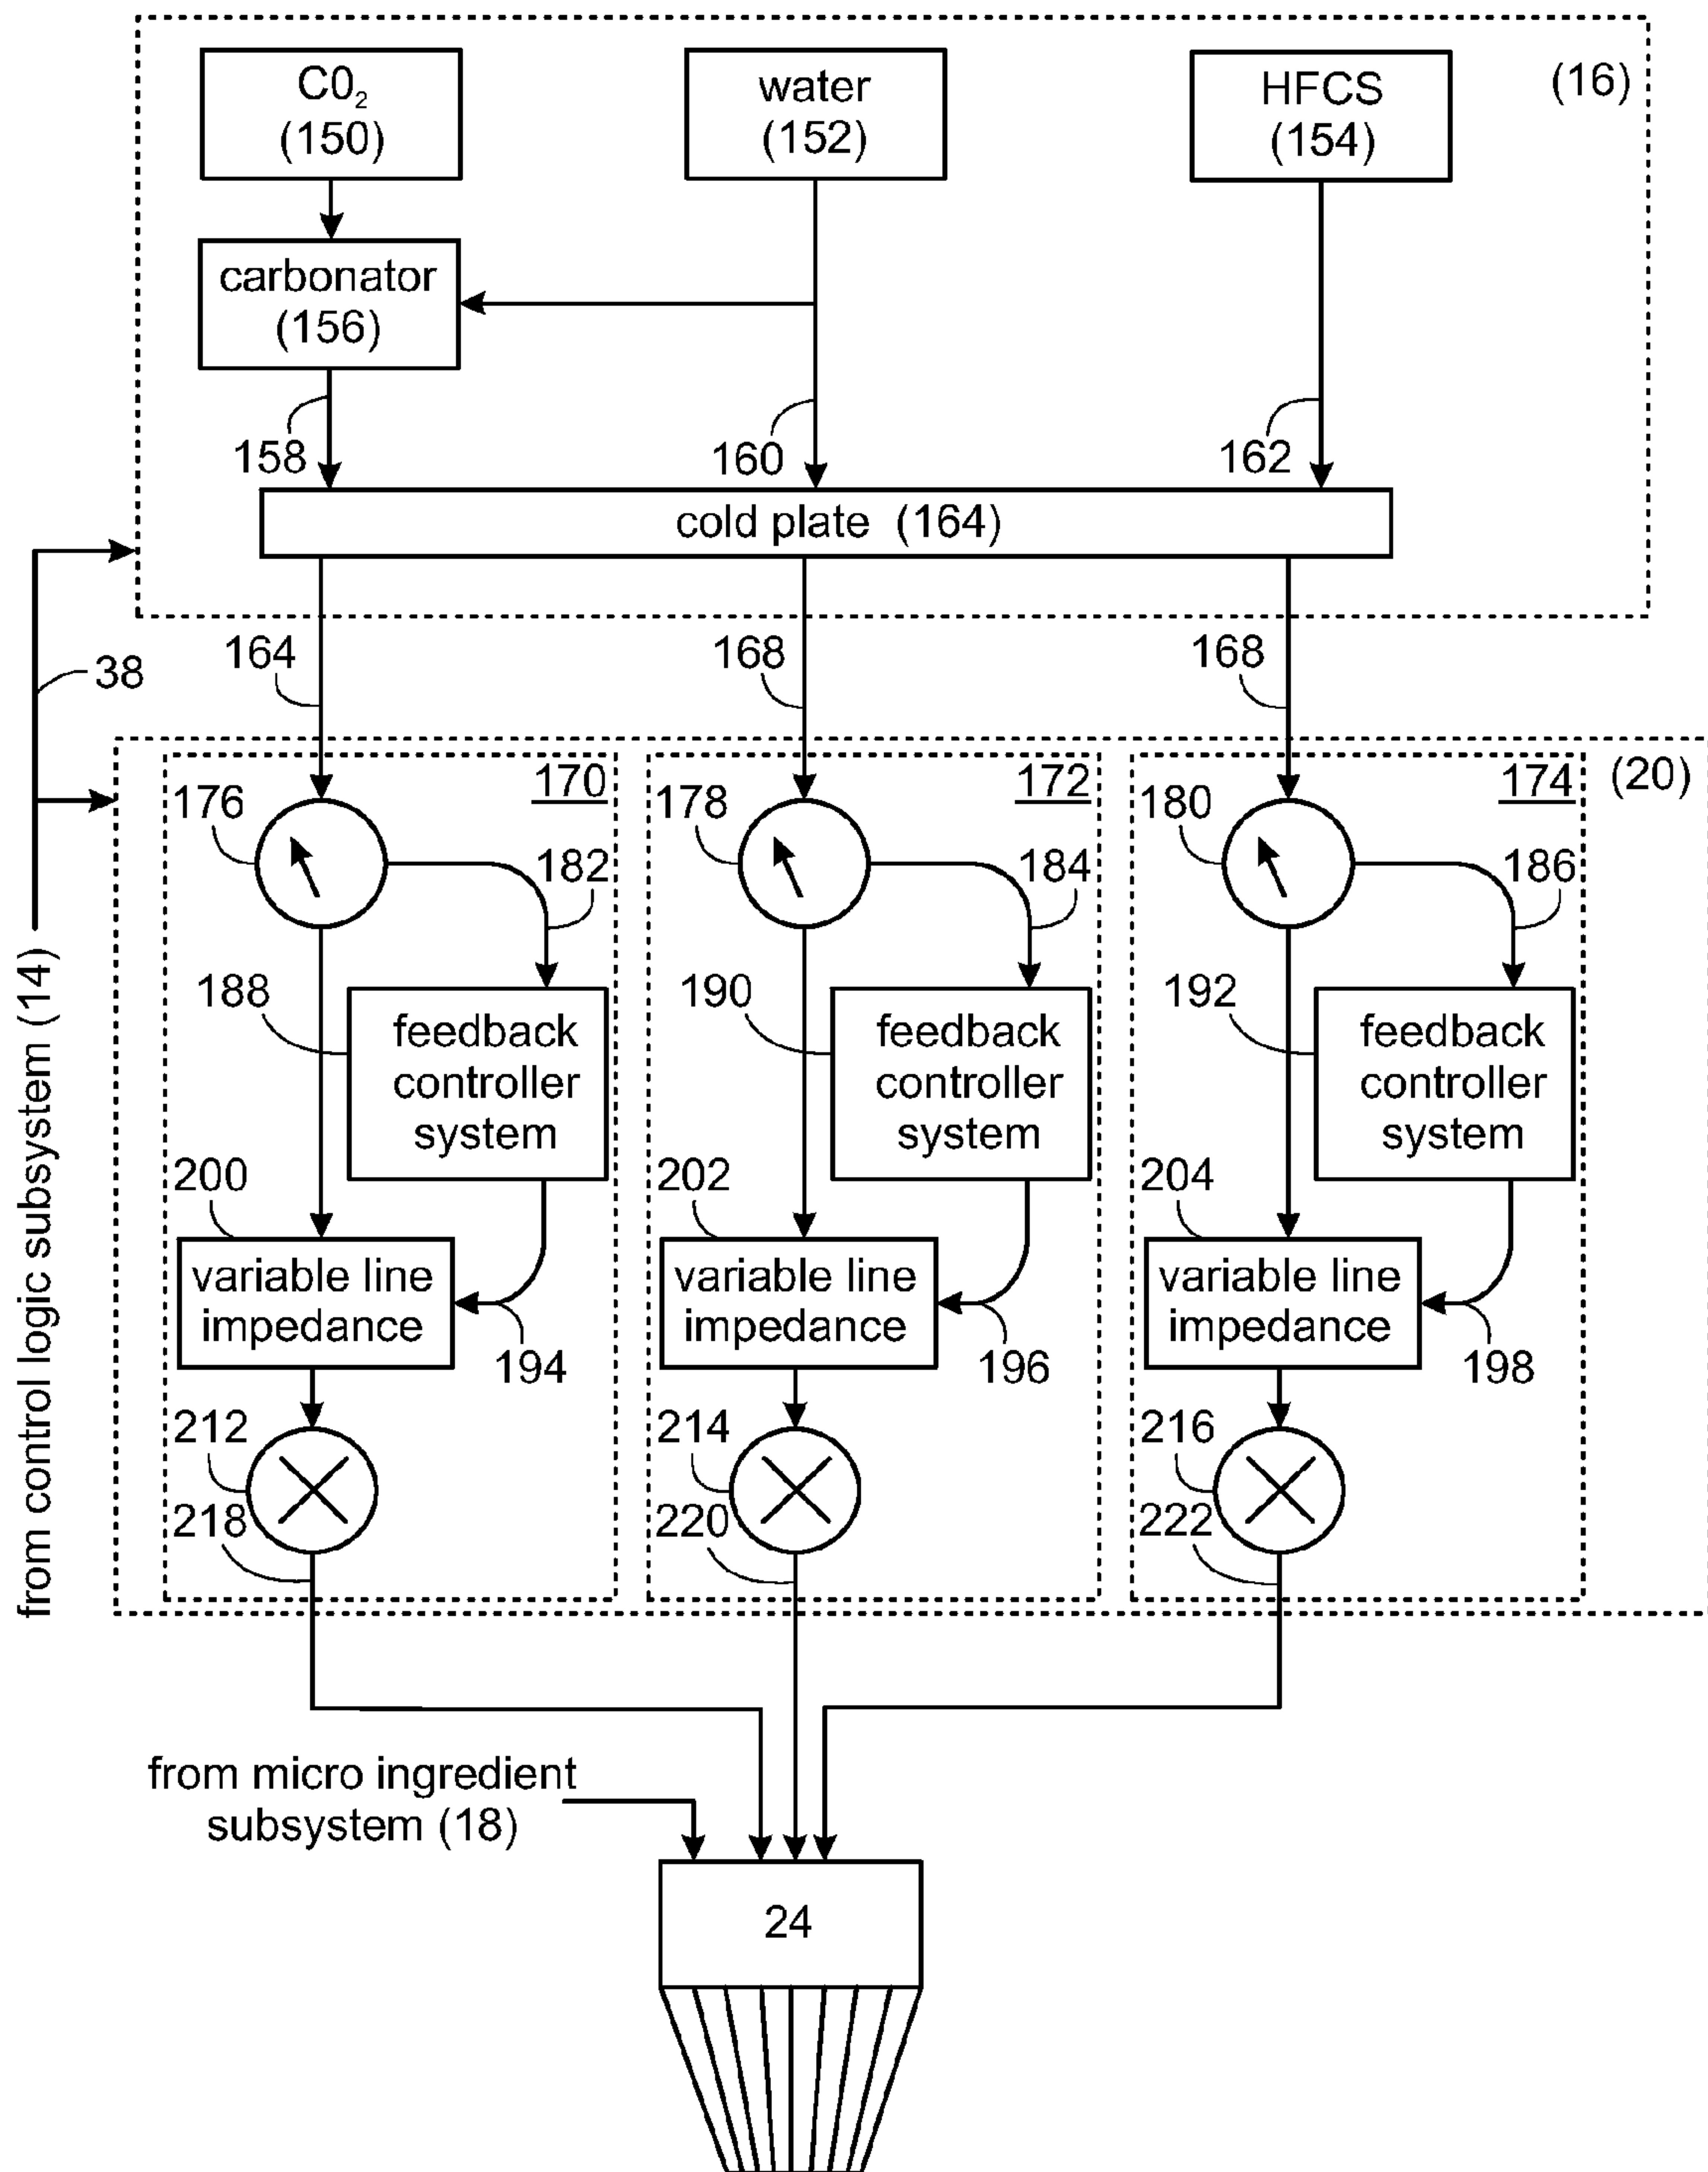 C0₂
(150)
water
(152)
HFCS
(154)
(16)
carbonator
(156)
158
160
162
cold plate (164)
164
168
168
38
from control logic subsystem (14)
170
172
174
(20)
176
178
180
182
184
186
188
190
192
feedback
controller
system
feedback
controller
system
feedback
controller
system
200
202
204
variable line
impedance
variable line
impedance
variable line
impedance
194
196
198
212
214
216
218
220
222
from micro ingredient
subsystem (18)
24